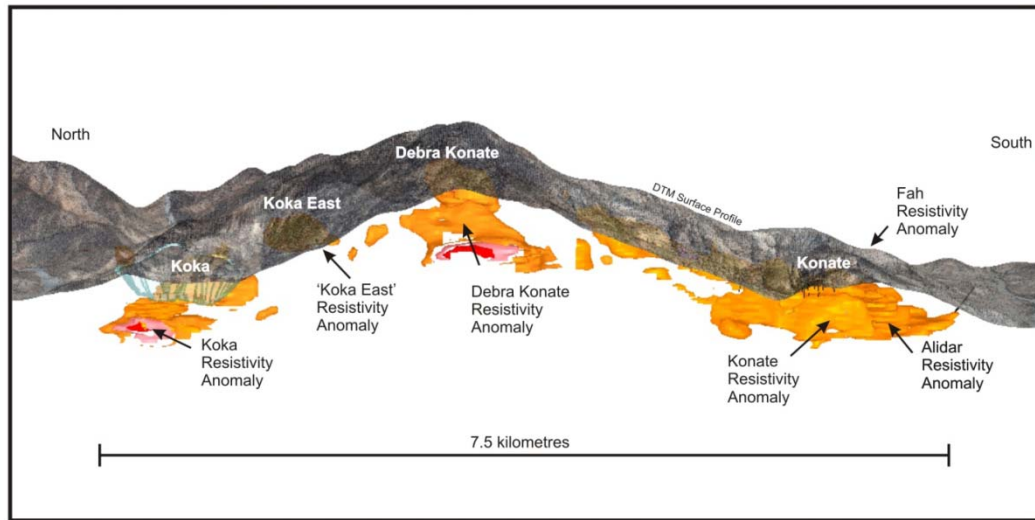 North
South
Debra Konate
DTM Surface Profile
Fah
Resistivity
Anomaly
Koka East
Koka
Konate
'Koka East'
Resistivity
Anomaly
Debra Konate
Resistivity
Anomaly
Koka
Resistivity
Anomaly
Konate
Resistivity
Anomaly
Alidar
Resistivity
Anomaly
7.5 kilometres